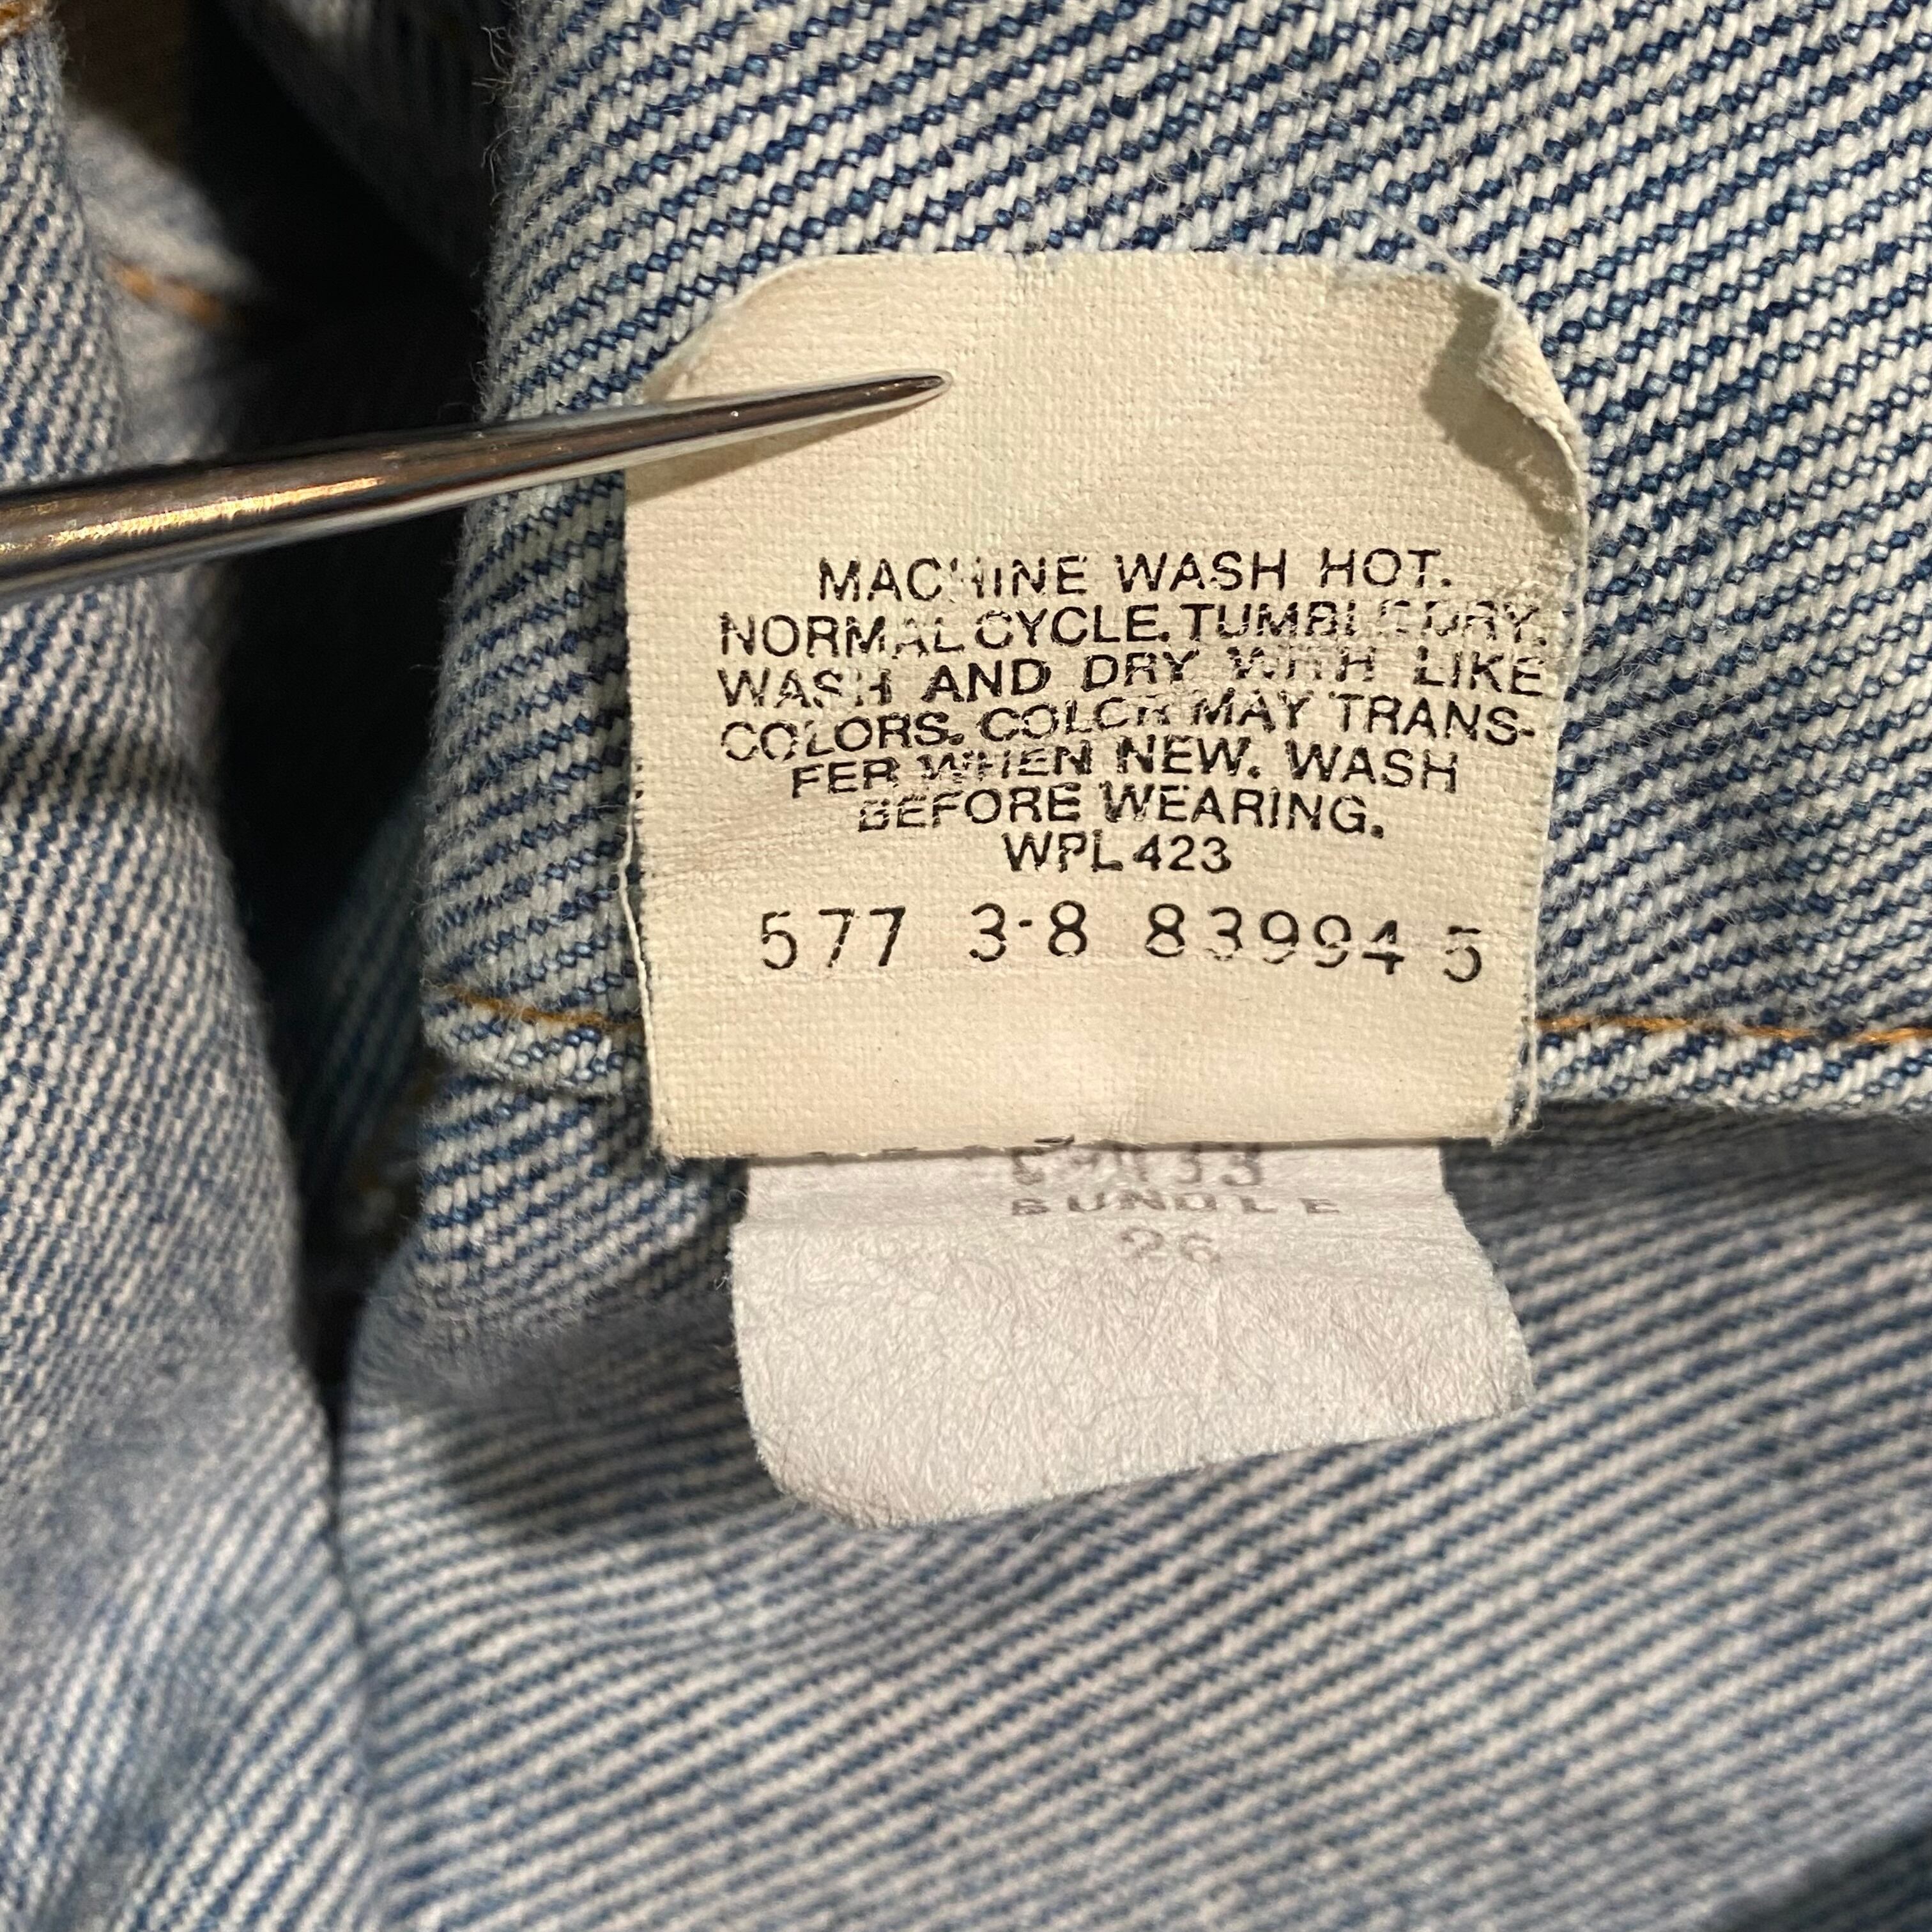 MACHINE WASH HOT.
NORMAL CYCLE. TUMBLE DRY.
WASH AND DRY WITH LIKE
COLORS. COLOR MAY TRANS-
FER WHEN NEW. WASH
BEFORE WEARING.
WPL 423
577 3-8 83994 5
BUNDLE
26